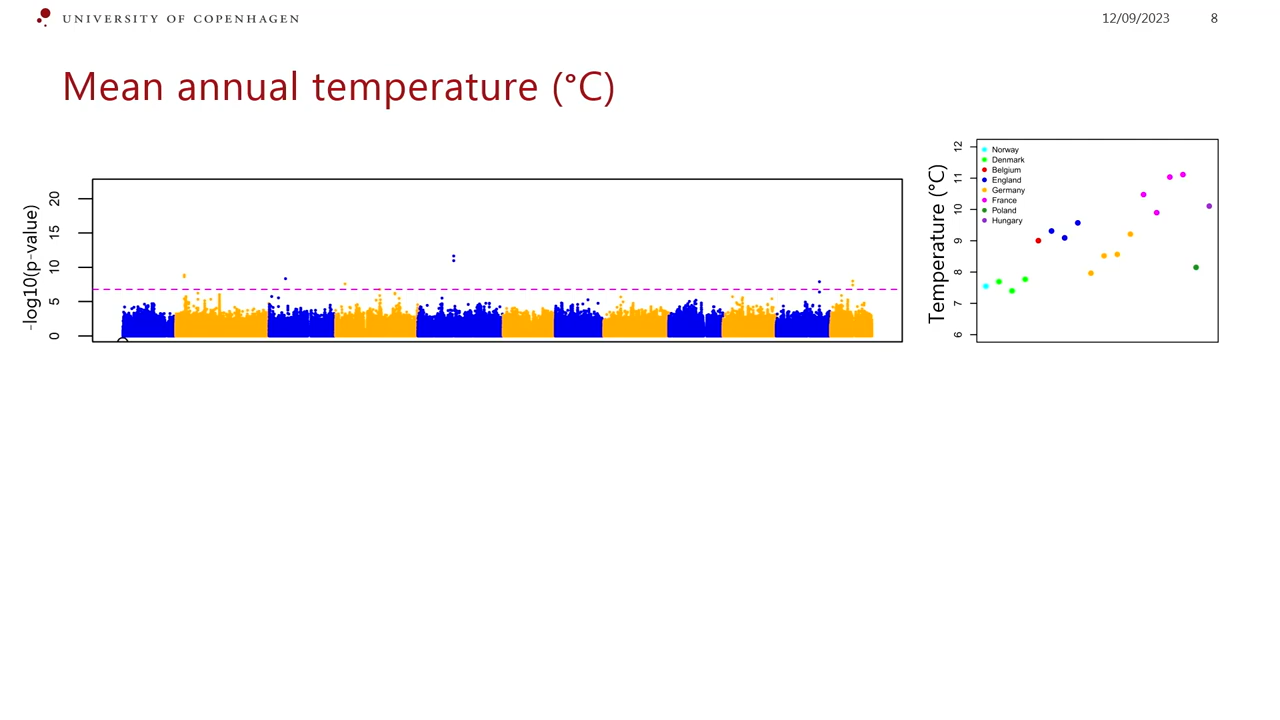 UNIVERSITY OF COPENHAGEN
12/09/2023
8
Mean annual temperature (°C)
-log10(p-value)
20
15
10
5
0
Temperature (°C)
12
11
10
9
8
7
6
Norway
Denmark
Belgium
England
Germany
France
Poland
Hungary